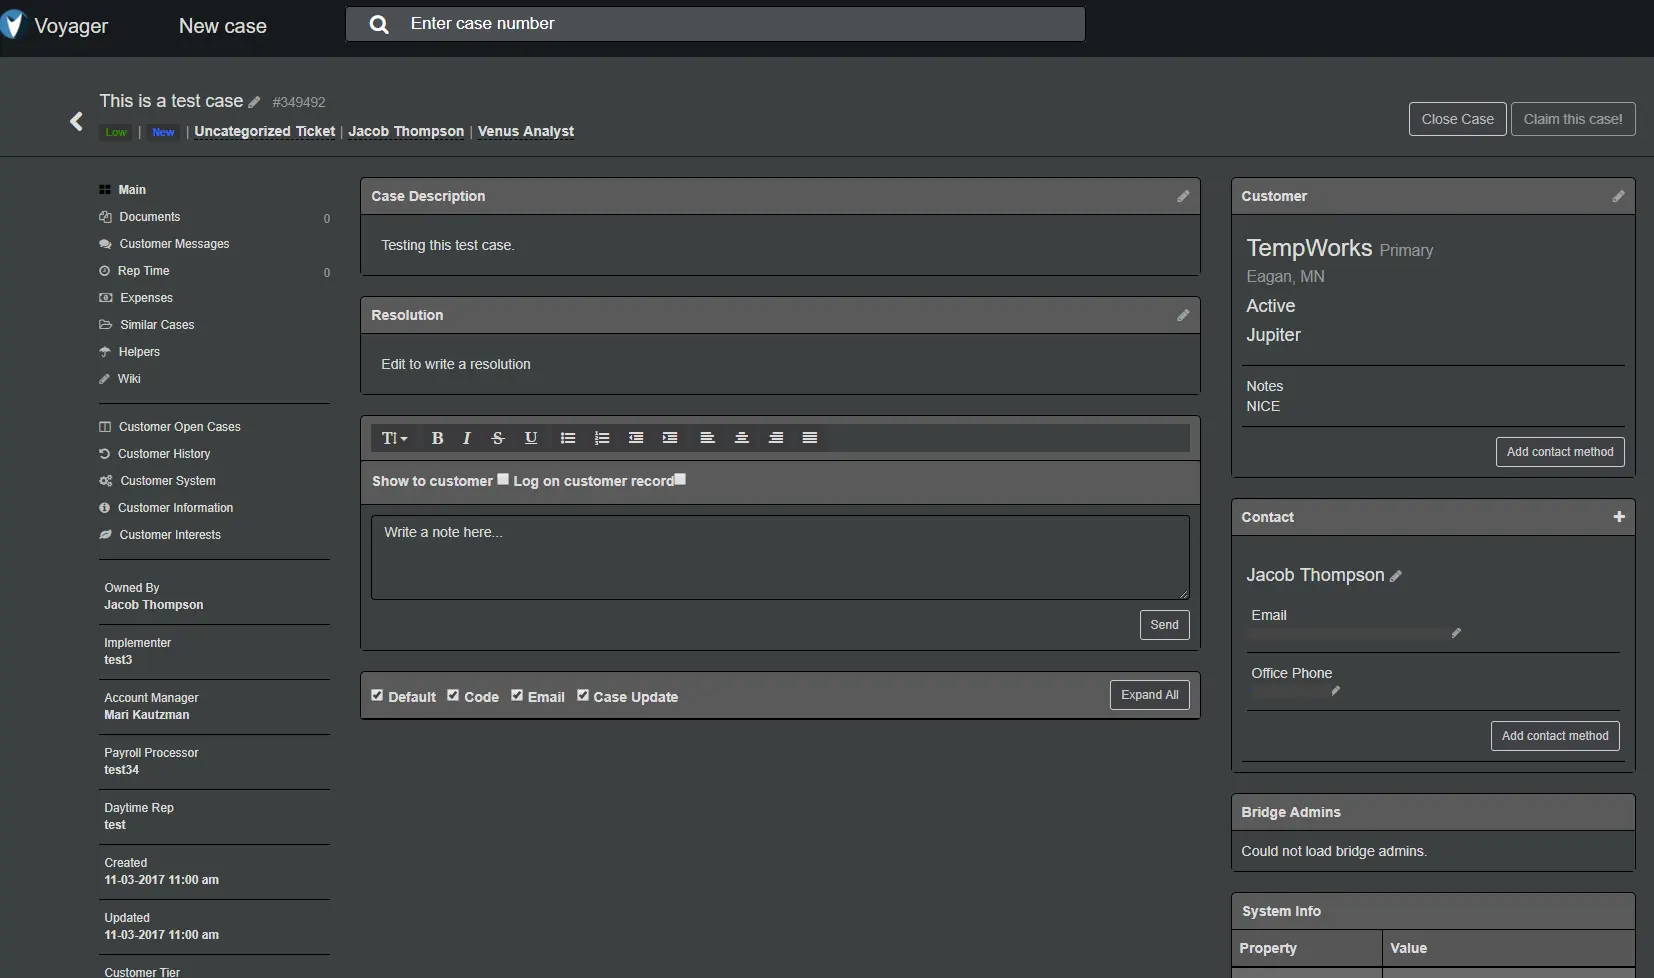 Voyager
New case
Enter case number
This is a test case #349492
Low | New | Uncategorized Ticket | Jacob Thompson | Venus Analyst
Close Case
Claim this case!
Main
Documents 0
Customer Messages
Rep Time 0
Expenses
Similar Cases
Helpers
Wiki
Customer Open Cases
Customer History
Customer System
Customer Information
Customer Interests
Owned By
Jacob Thompson
Implementer
test3
Account Manager
Mari Kautzman
Payroll Processor
test34
Daytime Rep
test
Created
11-03-2017 11:00 am
Updated
11-03-2017 11:00 am
Customer Tier
Case Description
Testing this test case.
Resolution
Edit to write a resolution
B I S U
Show to customer Log on customer record
Write a note here...
Send
Default Code Email Case Update
Expand All
Customer
TempWorks Primary
Eagan, MN
Active
Jupiter
Notes
NICE
Add contact method
Contact
Jacob Thompson
Email
Office Phone
Add contact method
Bridge Admins
Could not load bridge admins.
System Info
Property Value